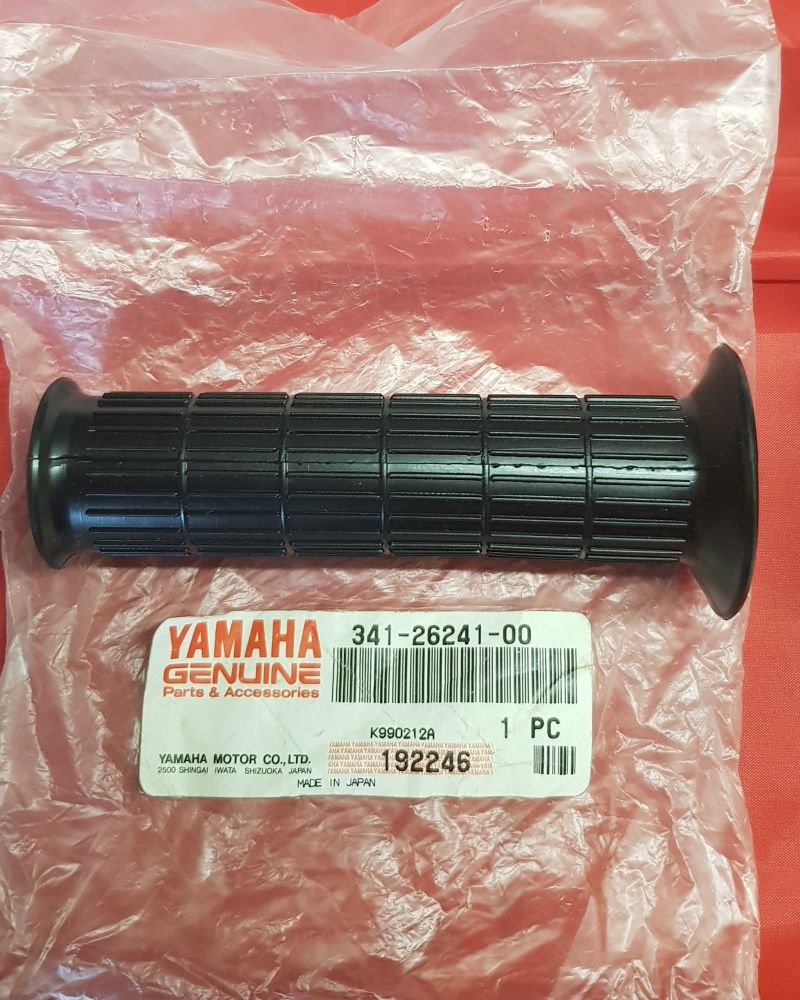 YAMAHA
GENUINE
Parts & Accessories
341-26241-00
K990212A
1 PC
192246
YAMAHA MOTOR CO., LTD.
2500 SHINGAI IWATA SHIZUOKA JAPAN
MADE IN JAPAN